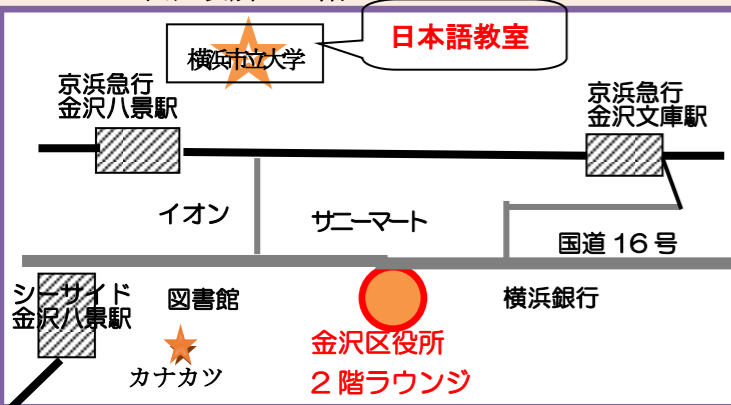 日本語教室
横浜市立大学
京浜急行
金沢八景駅
京浜急行
金沢文庫駅
イオン
サニーマート
国道16号
シーサイド
金沢八景駅
図書館
横浜銀行
カナカツ
金沢区役所
2階ラウンジ